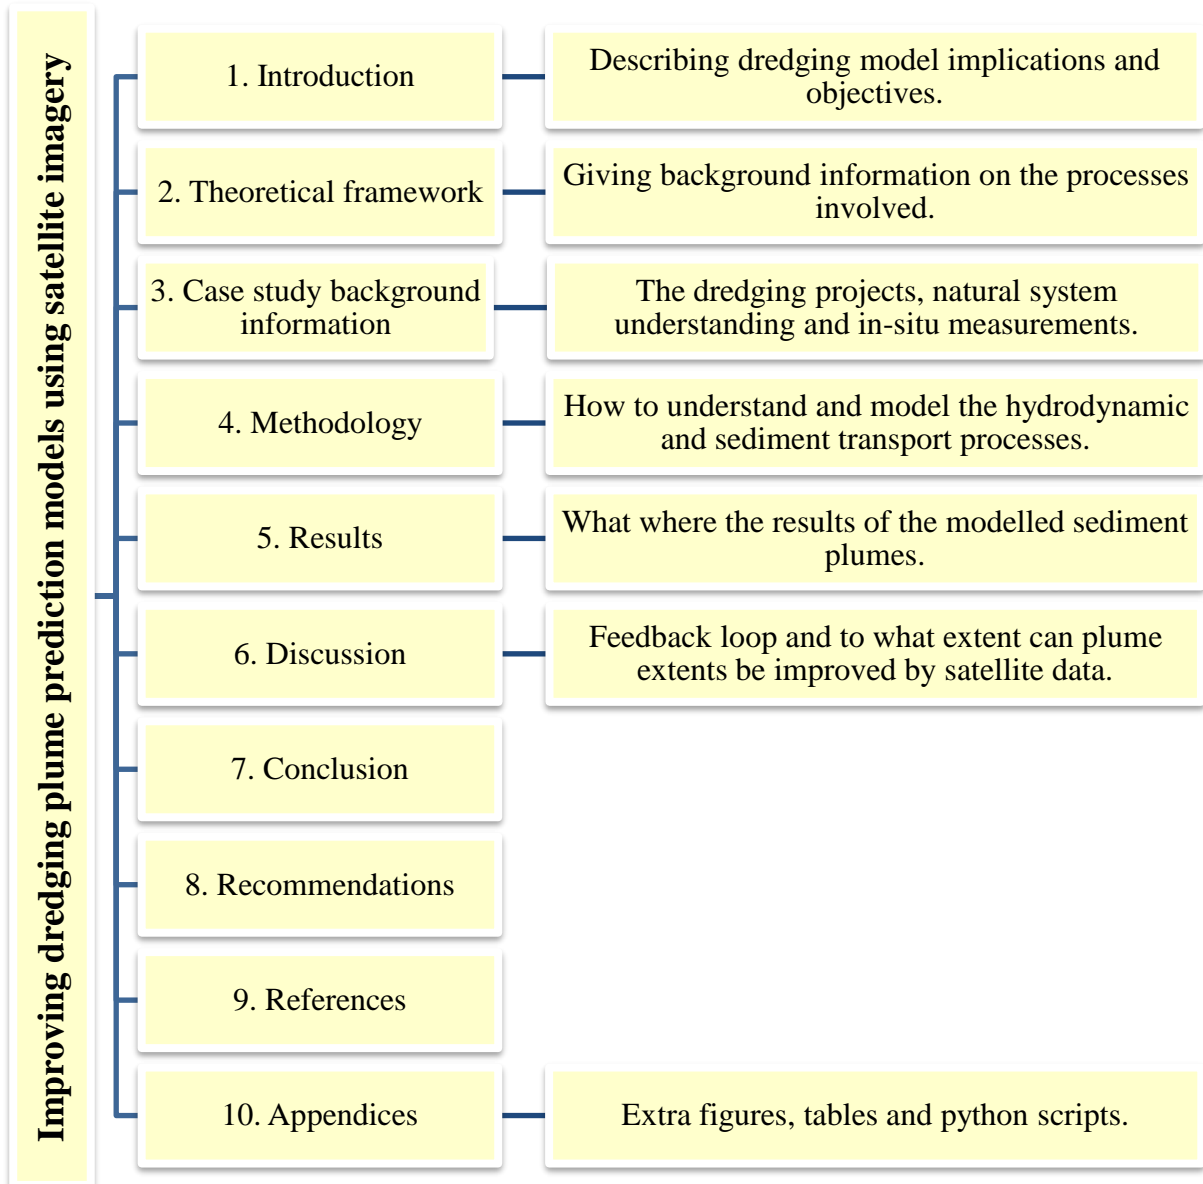 Improving dredging plume prediction models using satellite imagery
1. Introduction
Describing dredging model implications and
objectives.
2. Theoretical framework
Giving background information on the processes
involved.
3. Case study background
information
The dredging projects, natural system
understanding and in-situ measurements.
4. Methodology
How to understand and model the hydrodynamic
and sediment transport processes.
5. Results
What where the results of the modelled sediment
plumes.
6. Discussion
Feedback loop and to what extent can plume
extents be improved by satellite data.
7. Conclusion
8. Recommendations
9. References
10. Appendices
Extra figures, tables and python scripts.